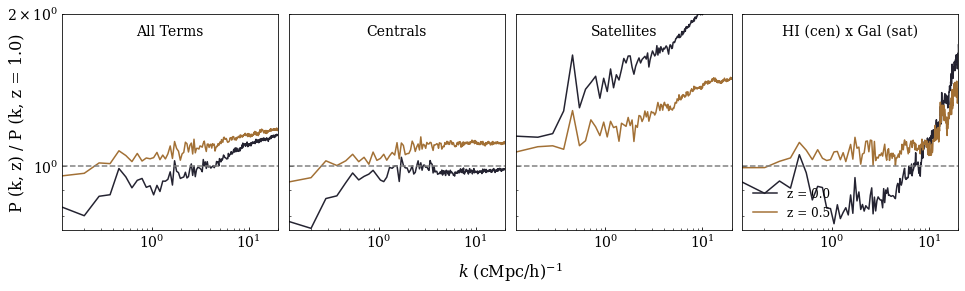 2 × 10⁰
10⁰
P (k, z) / P (k, z = 1.0)
All Terms
Centrals
Satellites
HI (cen) x Gal (sat)
z = 0.0
z = 0.5
10⁰ 10¹ 10⁰ 10¹ 10⁰ 10¹ 10⁰ 10¹
k (cMpc/h)⁻¹